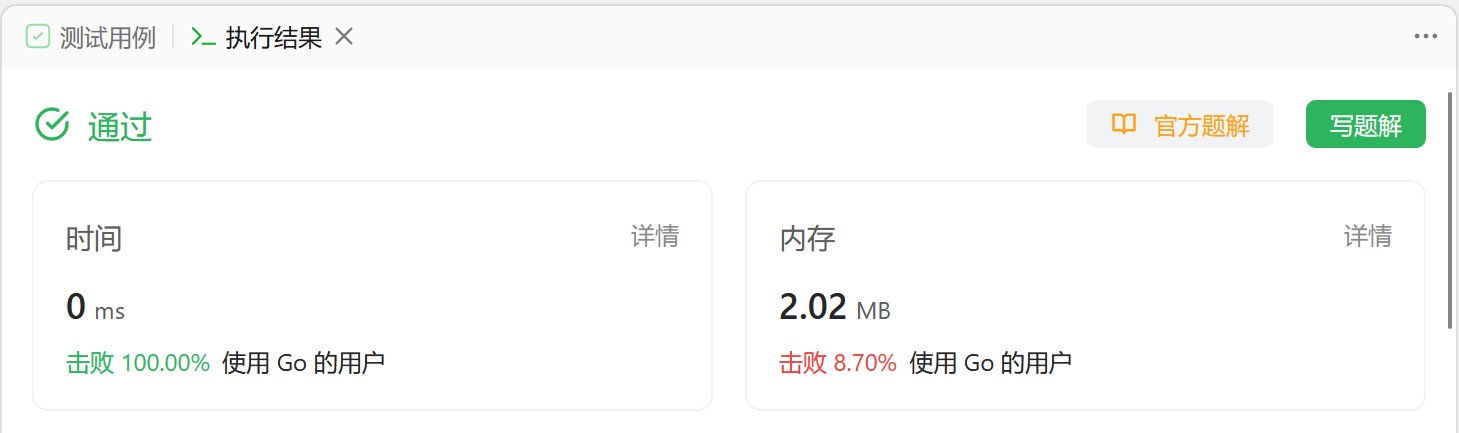 测试用例 执行结果
通过 官方题解 写题解
时间 详情
0 ms
击败 100.00% 使用 Go 的用户
内存 详情
2.02 MB
击败 8.70% 使用 Go 的用户